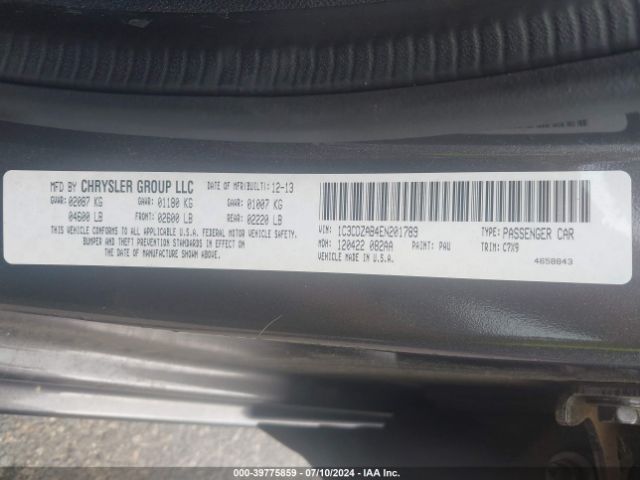 MFD BY CHRYSLER GROUP LLC DATE OF MFR(BUILT): 12-13
GVWR: 02087 KG GAWR: 01180 KG GAWR: 01007 KG
04600 LB FRONT: 02600 LB REAR: 02220 LB
THIS VEHICLE CONFORMS TO ALL APPLICABLE U.S.A. FEDERAL MOTOR VEHICLE SAFETY,
BUMPER AND THEFT PREVENTION STANDARDS IN EFFECT ON
THE DATE OF MANUFACTURE SHOWN ABOVE.
VIN: 1C3CDZAB4EN201789 TYPE: PASSENGER CAR
MDH: 120422 082AA PAINT: PAU TRIM: C7X9
VEHICLE MADE IN U.S.A.
4658843
000-39775859 / 07/10/2024 - IAA Inc.